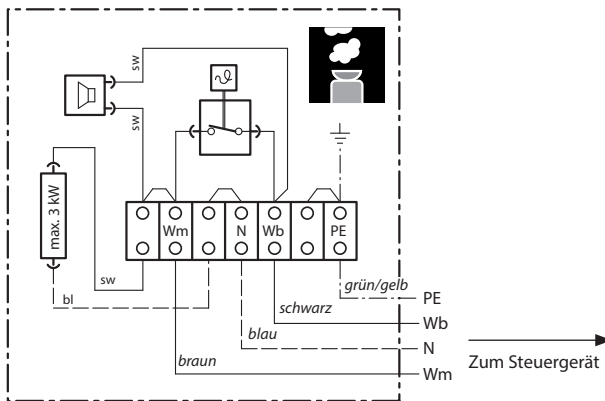 sw
sw
max. 3 kW
Wm N Wb PE
sw
bl
grün/gelb
PE
schwarz
Wb
blau
N
braun
Wm
Zum Steuergerät